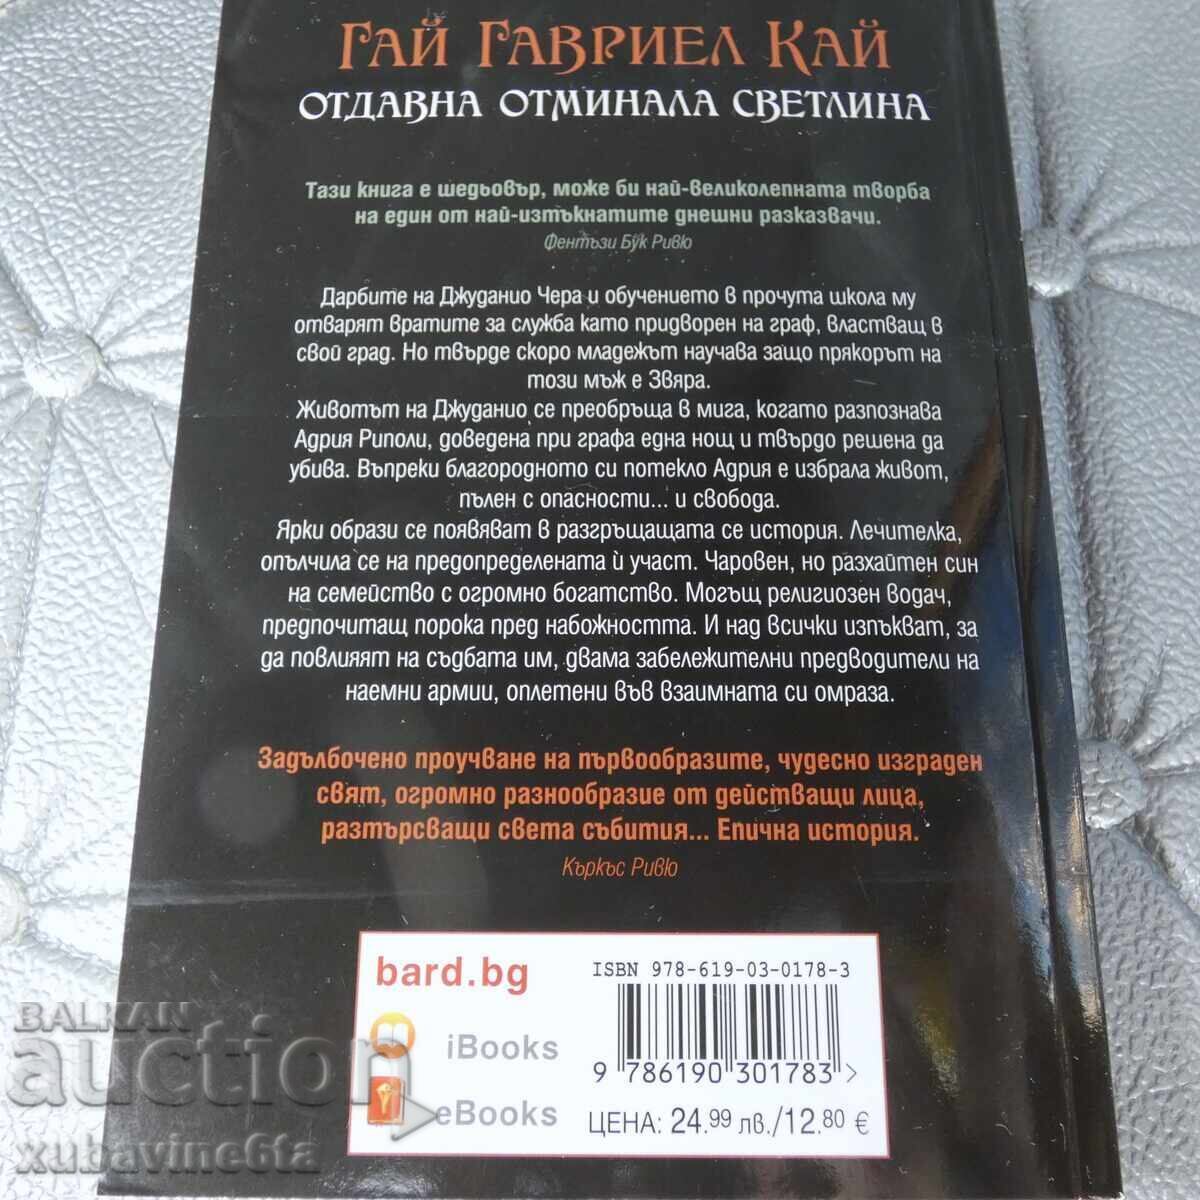 ГАЙ ГАВРИЕЛ КАЙ
ОТДАВНА ОТМИНАЛА СВЕТЛИНА
Тази книга е шедьовър, може би най-великолепната творба
на един от най-изтъкнатите днешни разказвачи.
Фентъзи Бук Ривю
Дарбите на Джуданио Чера и обучението в прочута школа му
отварят вратите за служба като придворен на граф, властващ в
свой град. Но твърде скоро младежът научава защо прякорът на
този мъж е Звяра.
Животът на Джуданио се преобръща в мига, когато разпознава
Адрия Риполи, доведена при графа една нощ и твърдо решена да
убива. Въпреки благородното си потекло Адрия е избрала живот,
пълен с опасности... и свобода.
Ярки образи се появяват в разгръщащата се история. Лечителка,
опълчила се на предопределената ѝ участ. Чаровен, но разхайтен син
на семейство с огромно богатство. Могъщ религиозен водач,
предпочитащ порока пред набожността. И над всички изпъкват, за
да повлияят на съдбата им, двама забележителни предводители на
наемни армии, оплетени във взаимната си омраза.
Задълбочено проучване на първообразите, чудесно изграден
свят, огромно разнообразие от действащи лица,
разтърсващи света събития... Епична история.
Къркъс Ривю
bard.bg
ISBN 978-619-03-0178-3
iBooks
9 786190 301783 >
eBooks
ЦЕНА: 24.99 лв./12.80 €
BALKAN
auction
xubavine6ta